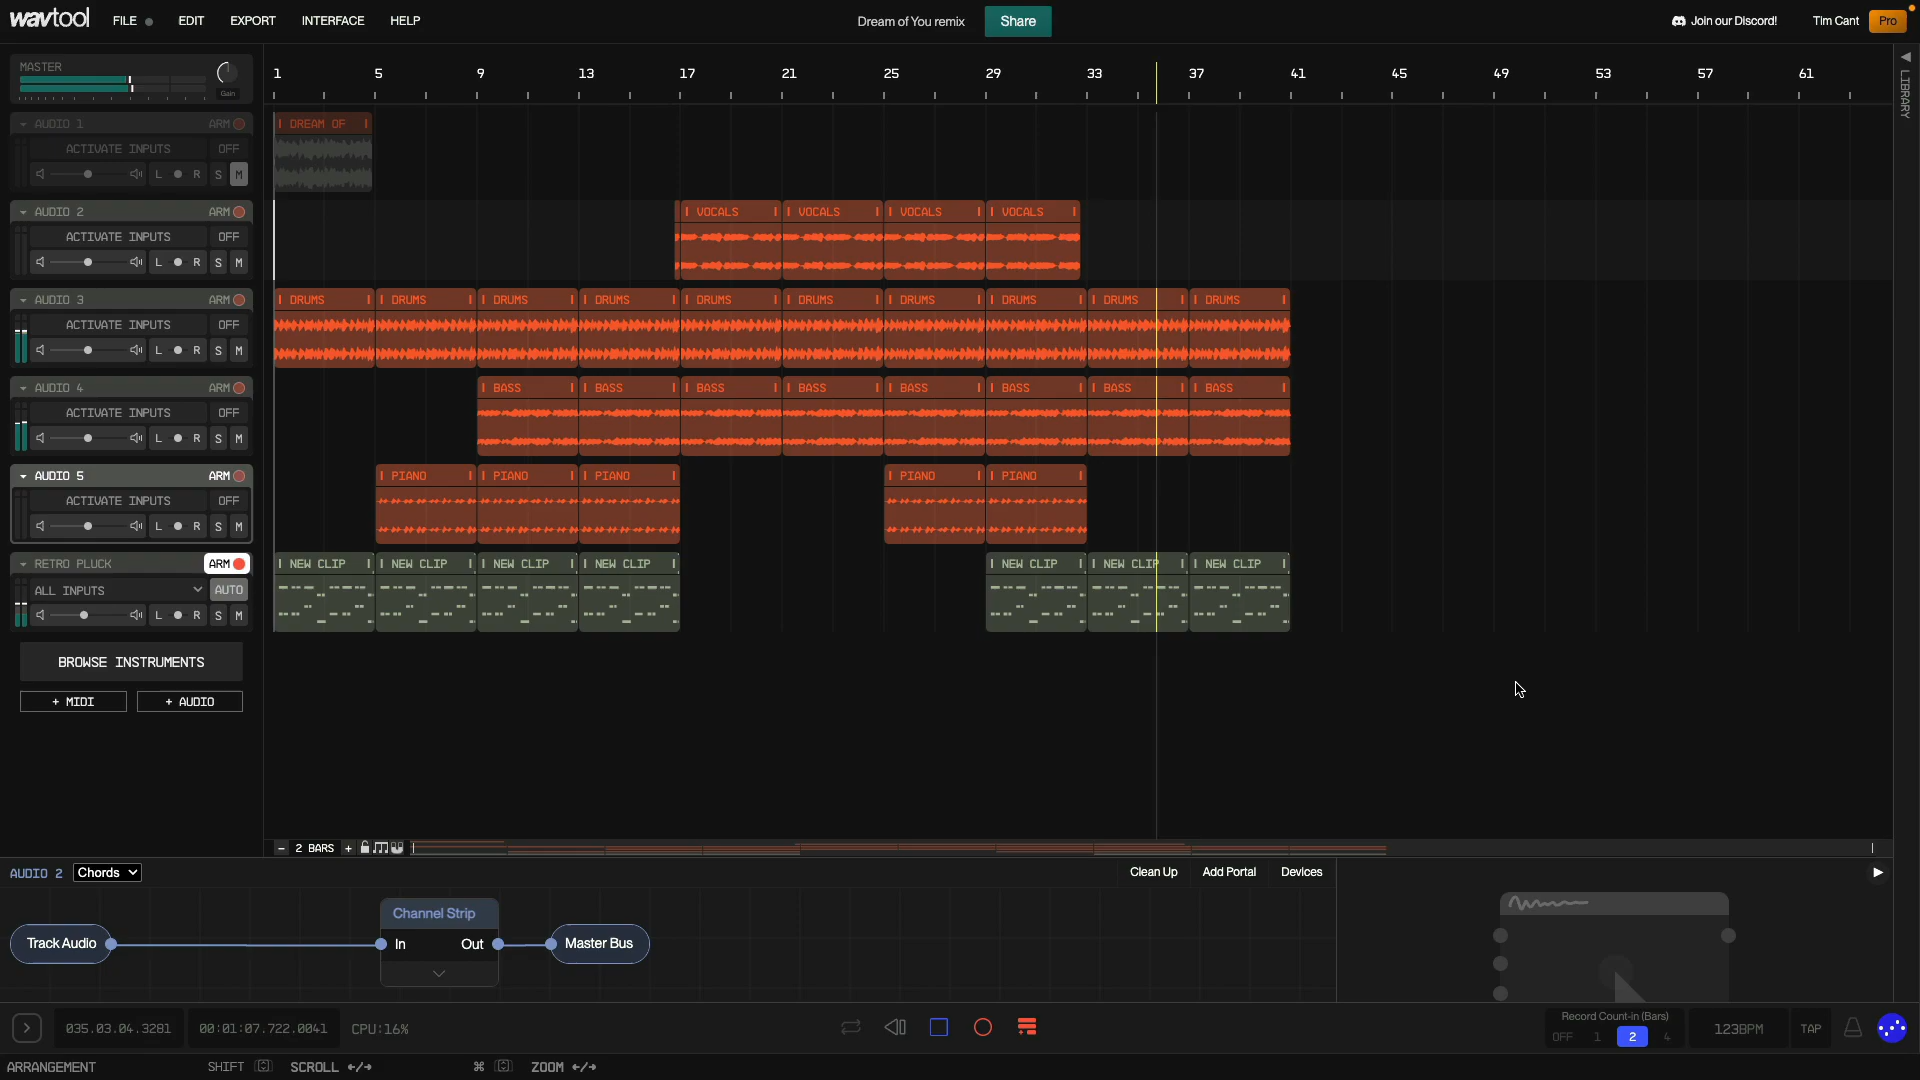 wavtool FILE EDIT EXPORT INTERFACE HELP Dream of You remix Share Join our Discord! Tim Cant Pro
MASTER
Gain
1 5 9 13 17 21 25 29 33 37 41 45 49 53 57 61
LIBRARY
AUDIO 1 ARM
ACTIVATE INPUTS OFF
L R S M
DREAM OF
AUDIO 2 ARM
ACTIVATE INPUTS OFF
L R S M
VOCALS VOCALS VOCALS VOCALS
AUDIO 3 ARM
ACTIVATE INPUTS OFF
L R S M
DRUMS DRUMS DRUMS DRUMS DRUMS DRUMS DRUMS DRUMS DRUMS DRUMS
AUDIO 4 ARM
ACTIVATE INPUTS OFF
L R S M
BASS BASS BASS BASS BASS BASS BASS BASS
AUDIO 5 ARM
ACTIVATE INPUTS OFF
L R S M
PIANO PIANO PIANO PIANO PIANO
RETRO PLUCK ARM
ALL INPUTS AUTO
L R S M
NEW CLIP NEW CLIP NEW CLIP NEW CLIP NEW CLIP NEW CLIP NEW CLIP
BROWSE INSTRUMENTS
+ MIDI + AUDIO
- 2 BARS +
AUDIO 2 Chords Clean Up Add Portal Devices
Channel Strip
Track Audio In Out Master Bus
035.03.04.3281 00:01:07.722.0041 CPU:16%
Record Count-in (Bars)
OFF 1 2 4
123BPM TAP
ARRANGEMENT SHIFT SCROLL ←/→ ⌘ ZOOM ←/→